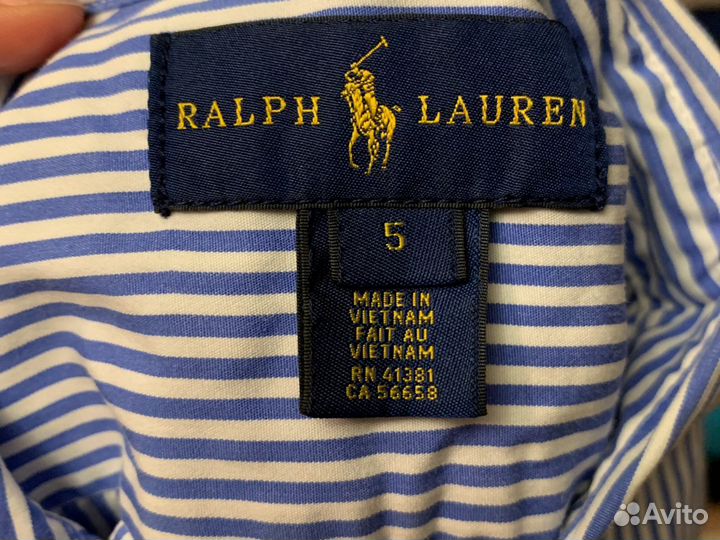 RALPH LAUREN
5
MADE IN
VIETNAM
FAIT AU
VIETNAM
RN 41381
CA 56658
Avito